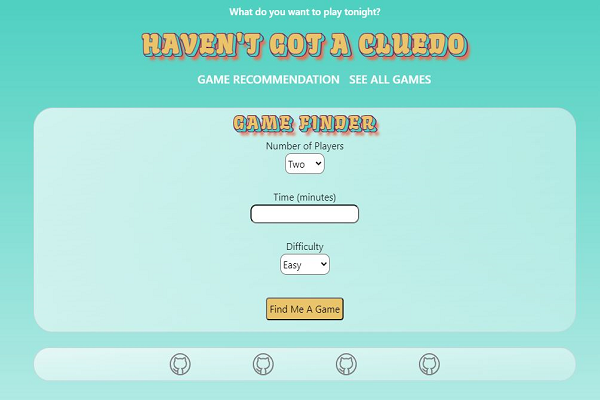 What do you want to play tonight?
HAVEN'T GOT A CLUEDO
GAME RECOMMENDATION SEE ALL GAMES
GAME FINDER
Number of Players
Two
Time (minutes)
Difficulty
Easy
Find Me A Game